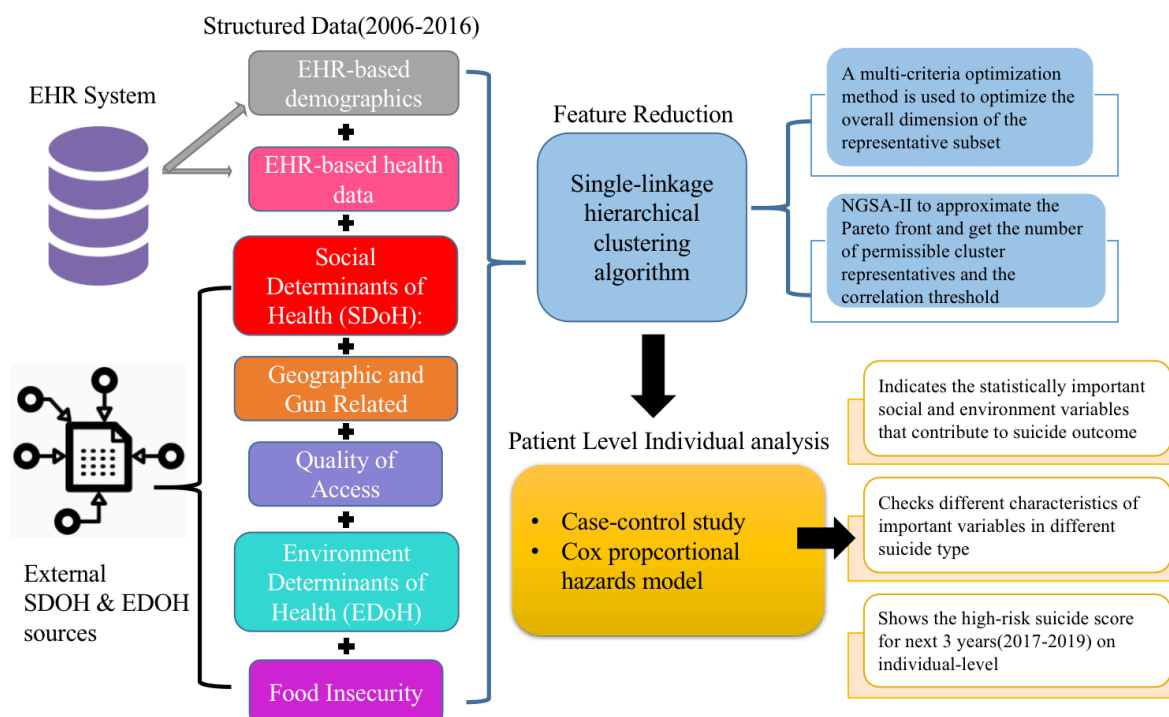 Structured Data(2006-2016)
EHR System
EHR-based
demographics
EHR-based health
data
Social
Determinants of
Health (SDoH):
Geographic and
Gun Related
Quality of
Access
Environment
Determinants of
Health (EDoH)
Food Insecurity
External
SDOH & EDOH
sources
Feature Reduction
Single-linkage
hierarchical
clustering
algorithm
A multi-criteria optimization
method is used to optimize the
overall dimension of the
representative subset
NGSA-II to approximate the
Pareto front and get the number
of permissible cluster
representatives and the
correlation threshold
Patient Level Individual analysis
• Case-control study
• Cox propcortional
hazards model
Indicates the statistically important
social and environment variables
that contribute to suicide outcome
Checks different characteristics of
important variables in different
suicide type
Shows the high-risk suicide score
for next 3 years(2017-2019) on
individual-level